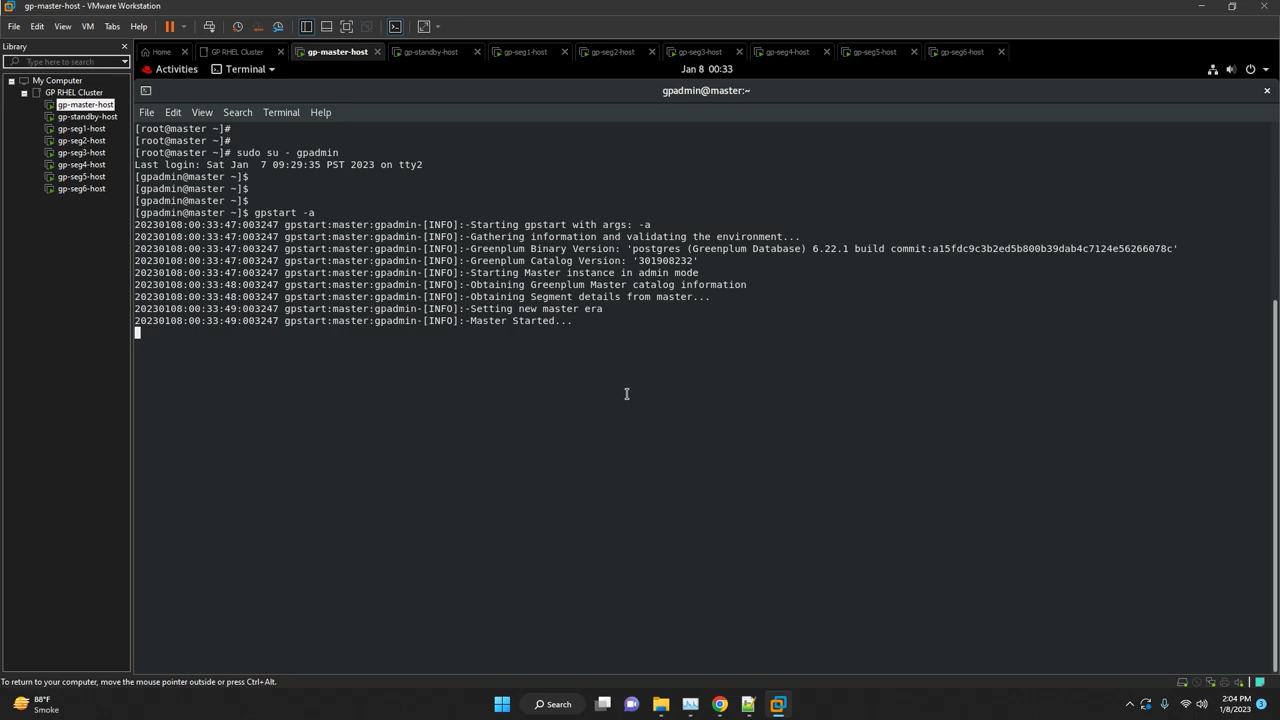 gp-master-host - VMware Workstation
File Edit View VM Tabs Help
Library
Type here to search
My Computer
GP RHEL Cluster
gp-master-host
gp-standby-host
gp-seg1-host
gp-seg2-host
gp-seg3-host
gp-seg4-host
gp-seg5-host
gp-seg6-host
Home GP RHEL Cluster gp-master-host gp-standby-host gp-seg1-host gp-seg2-host gp-seg3-host gp-seg4-host gp-seg5-host gp-seg6-host
Activities Terminal Jan 8 00:33
gpadmin@master:~
File Edit View Search Terminal Help
[root@master ~]#
[root@master ~]#
[root@master ~]# sudo su - gpadmin
Last login: Sat Jan  7 09:29:35 PST 2023 on tty2
[gpadmin@master ~]$
[gpadmin@master ~]$
[gpadmin@master ~]$
[gpadmin@master ~]$ gpstart -a
20230108:00:33:47:003247 gpstart:master:gpadmin-[INFO]:-Starting gpstart with args: -a
20230108:00:33:47:003247 gpstart:master:gpadmin-[INFO]:-Gathering information and validating the environment...
20230108:00:33:47:003247 gpstart:master:gpadmin-[INFO]:-Greenplum Binary Version: 'postgres (Greenplum Database) 6.22.1 build commit:a15fdc9c3b2ed5b800b39dab4c7124e56266078c'
20230108:00:33:47:003247 gpstart:master:gpadmin-[INFO]:-Greenplum Catalog Version: '301908232'
20230108:00:33:47:003247 gpstart:master:gpadmin-[INFO]:-Starting Master instance in admin mode
20230108:00:33:48:003247 gpstart:master:gpadmin-[INFO]:-Obtaining Greenplum Master catalog information
20230108:00:33:48:003247 gpstart:master:gpadmin-[INFO]:-Obtaining Segment details from master...
20230108:00:33:49:003247 gpstart:master:gpadmin-[INFO]:-Setting new master era
20230108:00:33:49:003247 gpstart:master:gpadmin-[INFO]:-Master Started...
To return to your computer, move the mouse pointer outside or press Ctrl+Alt.
88°F
Smoke
Search
2:04 PM
1/8/2023
3